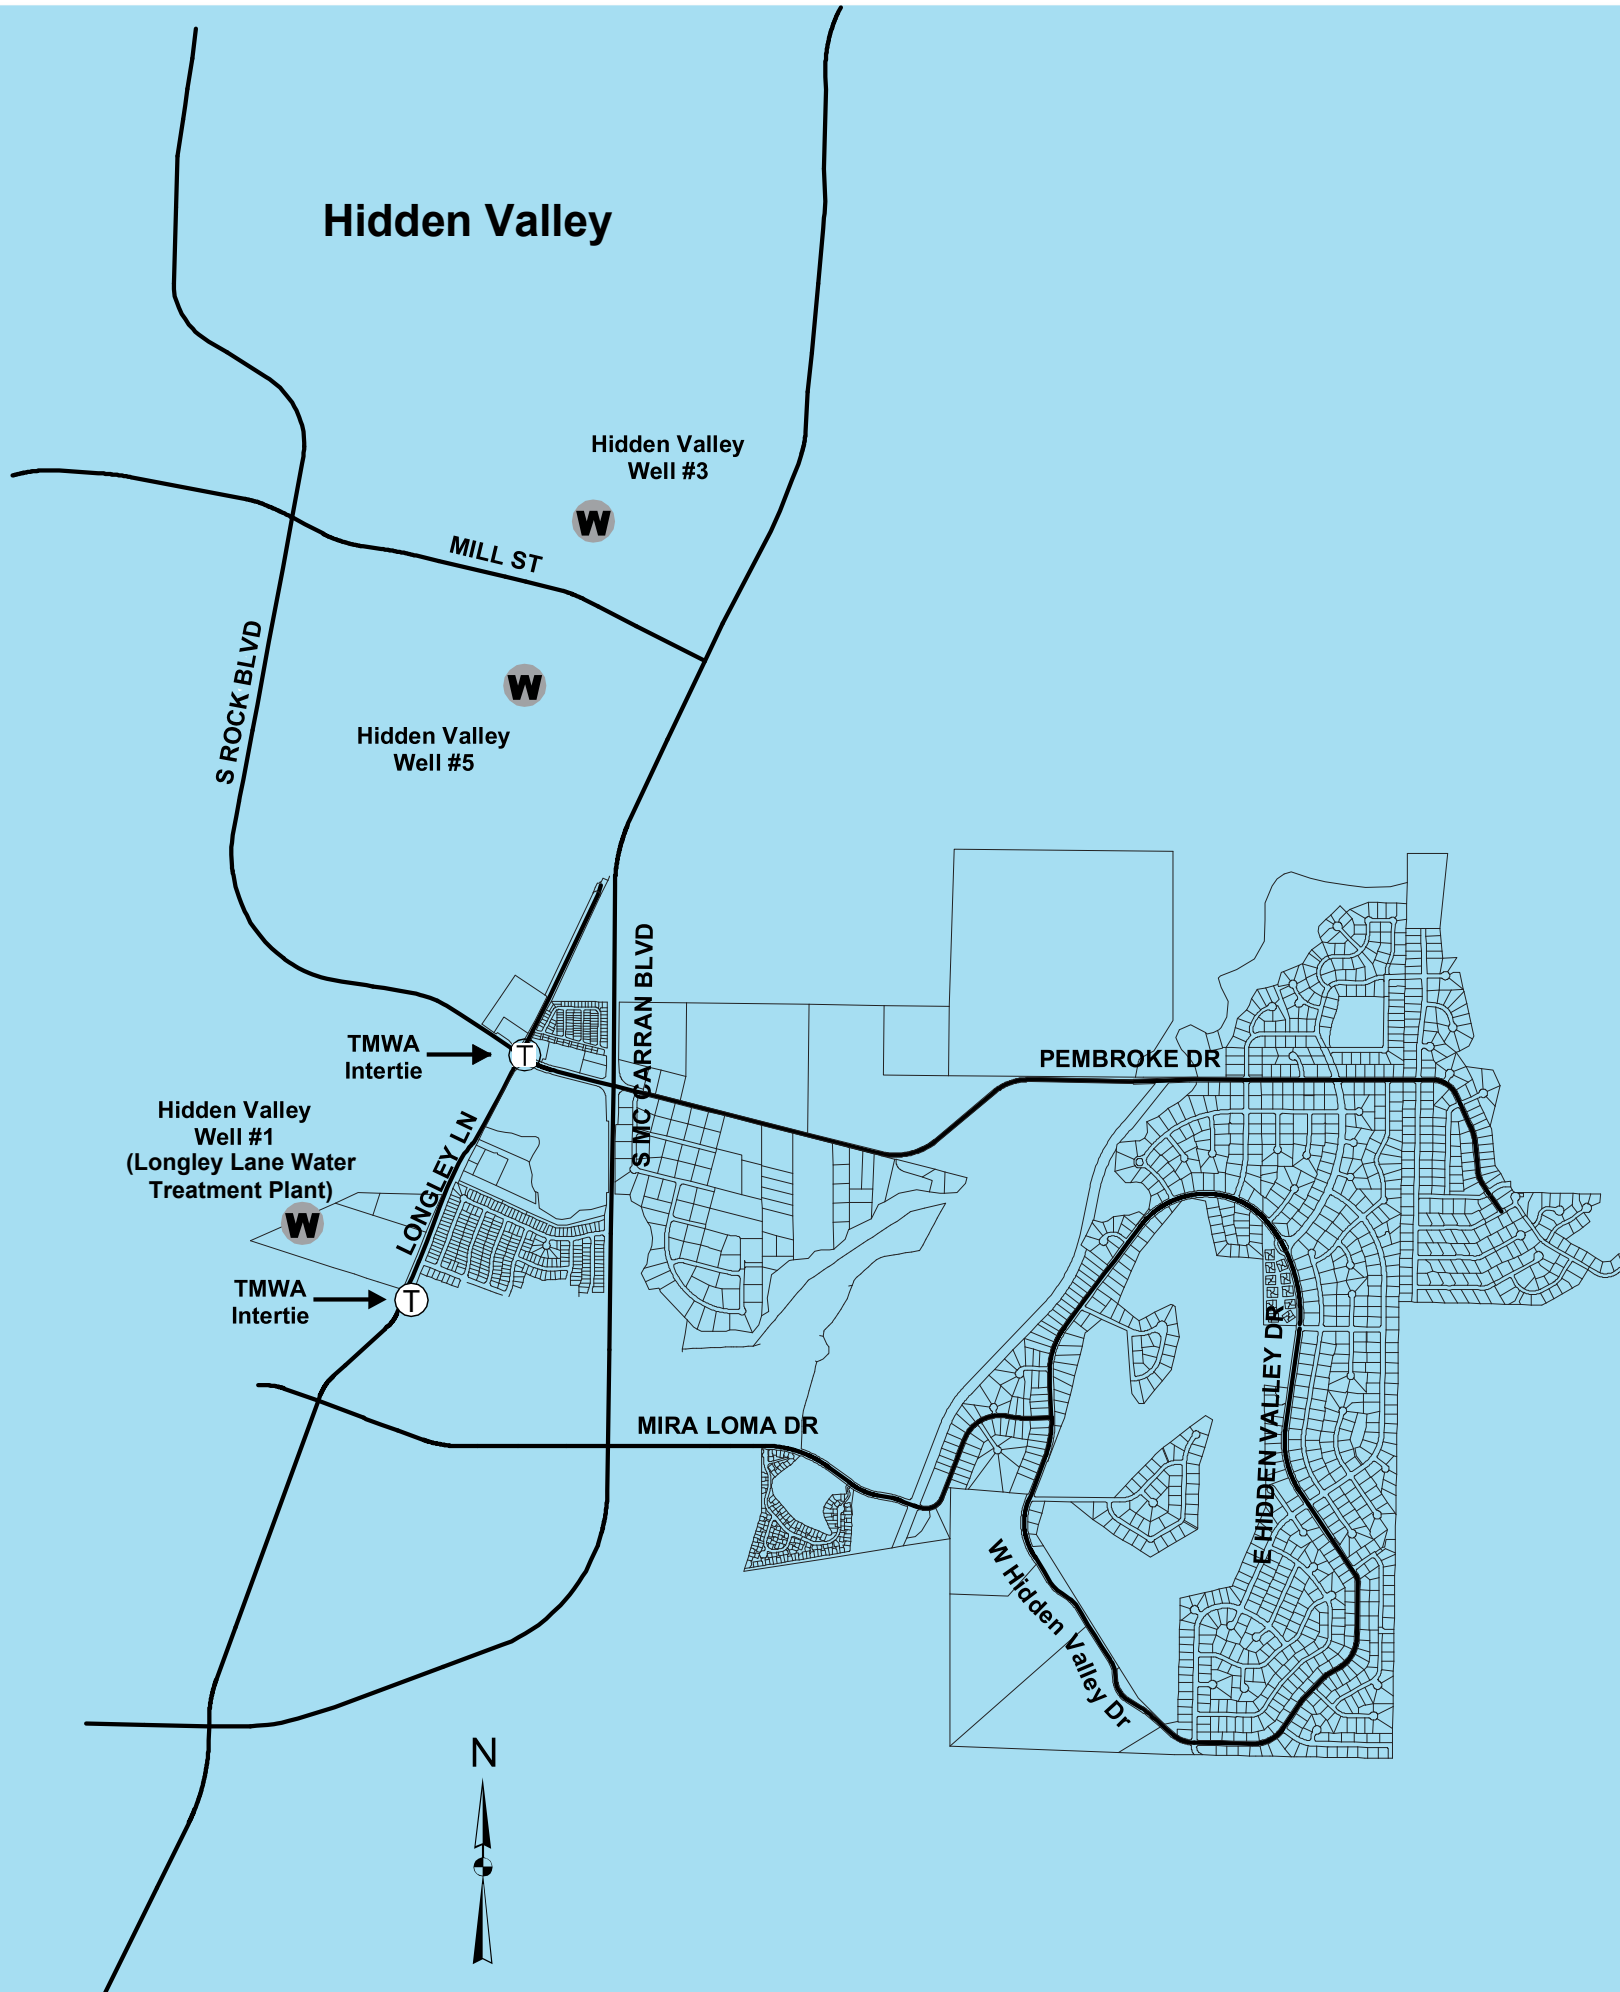 Hidden Valley
Hidden Valley
Well #3
W
MILL ST
S ROCK BLVD
W
Hidden Valley
Well #5
S MC CARRAN BLVD
TMWA
Intertie
T
PEMBROKE DR
Hidden Valley
Well #1
(Longley Lane Water
Treatment Plant)
W
LONGLEY LN
TMWA
Intertie
T
MIRA LOMA DR
E HIDDEN VALLEY DR
W Hidden Valley Dr
N